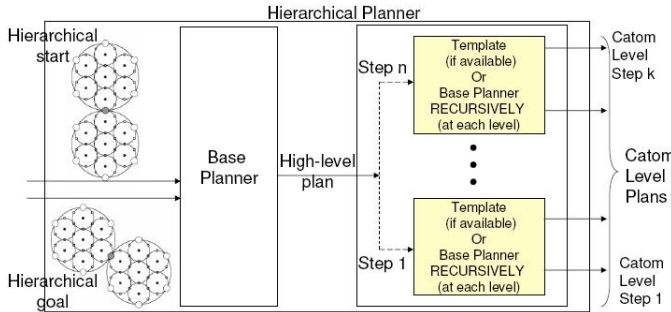 Hierarchical Planner
Hierarchical
start
Base
Planner
High-level
plan
Step n
Template
(if available)
Or
Base Planner
RECURSIVELY
(at each level)
Catom
Level
Step k
Catom
Level
Plans
Hierarchical
goal
Step 1
Template
(if available)
Or
Base Planner
RECURSIVELY
(at each level)
Catom
Level
Step 1